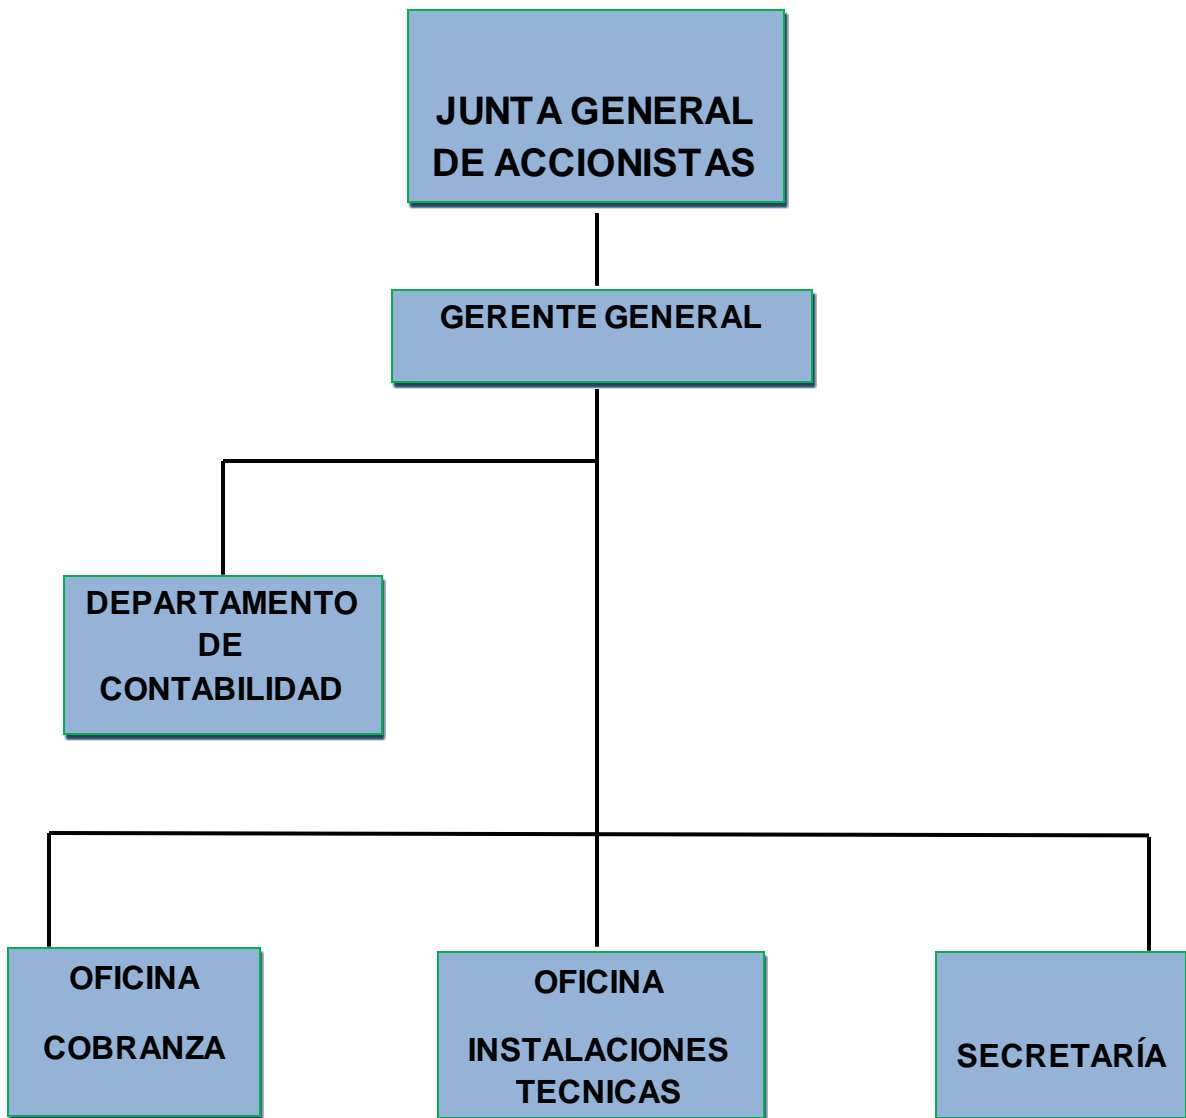 JUNTA GENERAL
DE ACCIONISTAS
GERENTE GENERAL
DEPARTAMENTO
DE
CONTABILIDAD
OFICINA
COBRANZA
OFICINA
INSTALACIONES
TECNICAS
SECRETARÍA